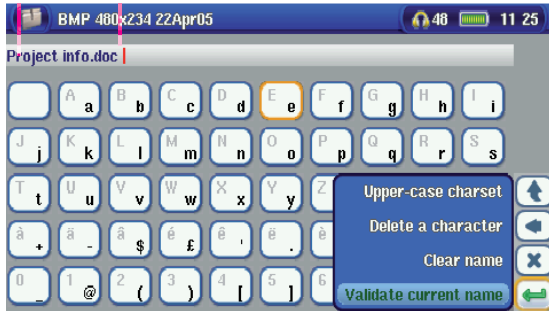 BMP 480x234 22Apr05 48 11 25
Project info.doc
A a B b C c D d E e F f G g H h I i
J j K k L l M m N n O o P p Q q R r S s
T t U u V v W w X x Y y Z Upper-case charset
Delete a character
à + ä - â $ é £ ê ' ë . è
Clear name
0 _ 1 @ 2 ( 3 ) 4 [ 5 ] 6
Validate current name